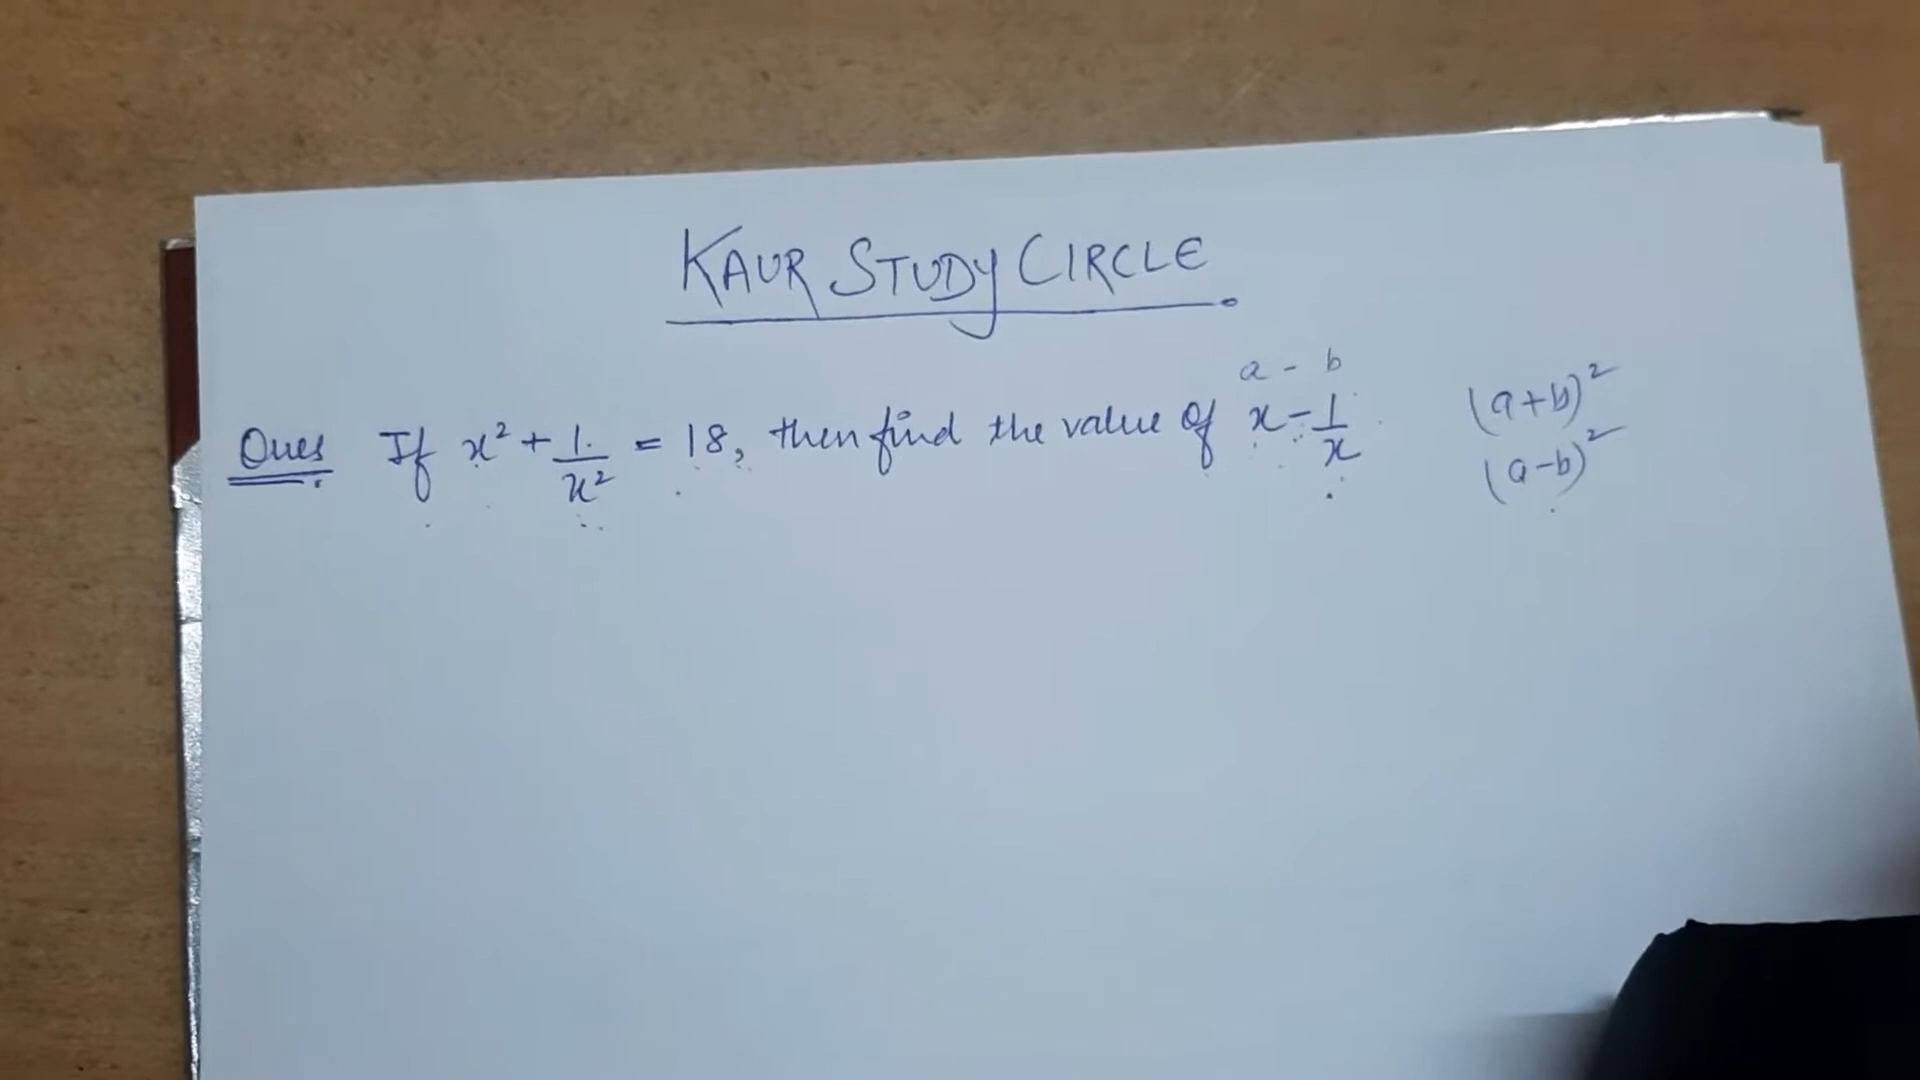 KAUR STUDY CIRCLE
a - b
Ques If x² + 1/x² = 18, then find the value of x - 1/x
(a+b)²
(a-b)²